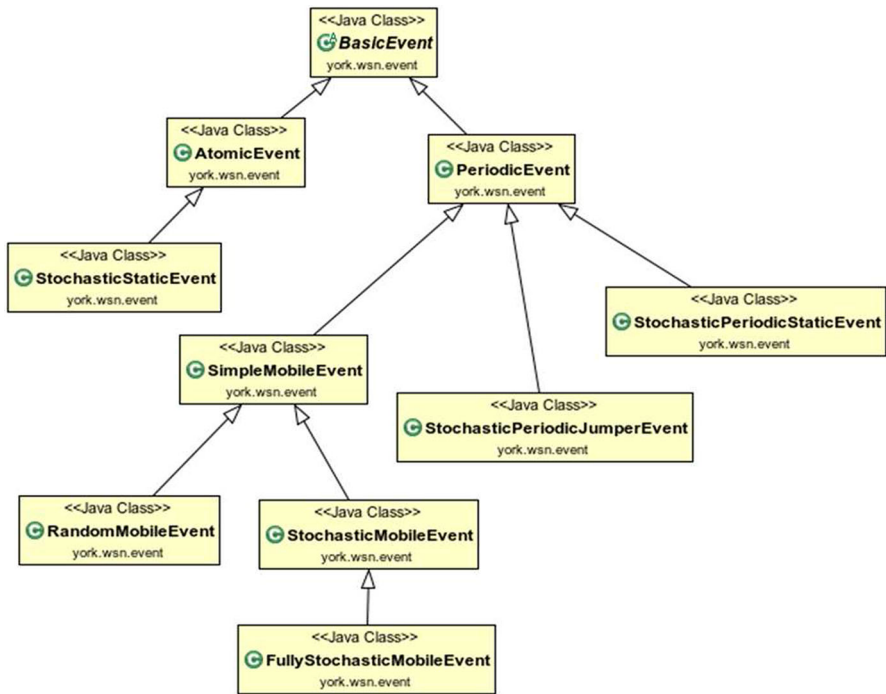 <<Java Class>>
BasicEvent
york.wsn.event
<<Java Class>>
AtomicEvent
york.wsn.event
<<Java Class>>
PeriodicEvent
york.wsn.event
<<Java Class>>
StochasticStaticEvent
york.wsn.event
<<Java Class>>
StochasticPeriodicStaticEvent
york.wsn.event
<<Java Class>>
SimpleMobileEvent
york.wsn.event
<<Java Class>>
StochasticPeriodicJumperEvent
york.wsn.event
<<Java Class>>
RandomMobileEvent
york.wsn.event
<<Java Class>>
StochasticMobileEvent
york.wsn.event
<<Java Class>>
FullyStochasticMobileEvent
york.wsn.event